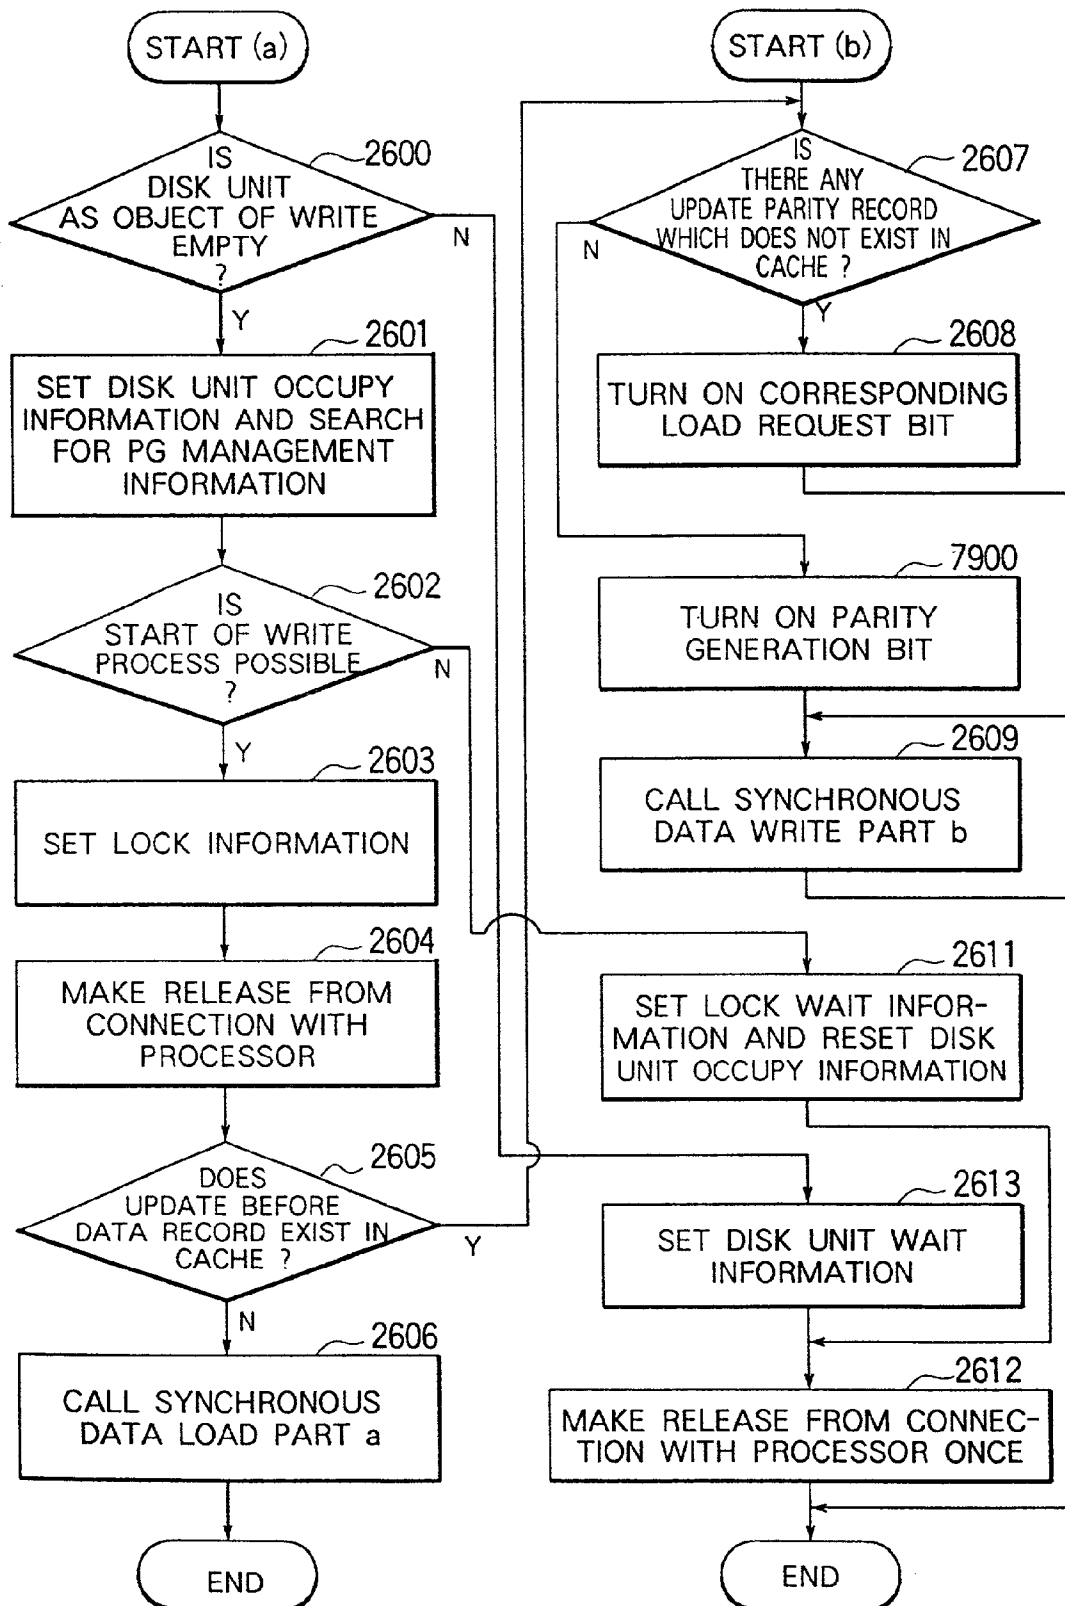 START (a)
IS
DISK UNIT
AS OBJECT OF WRITE
EMPTY
?
2600
N
Y
2601
SET DISK UNIT OCCUPY
INFORMATION AND SEARCH
FOR PG MANAGEMENT
INFORMATION
2602
IS
START OF WRITE
PROCESS POSSIBLE
?
N
Y
2603
SET LOCK INFORMATION
2604
MAKE RELEASE FROM
CONNECTION WITH
PROCESSOR
2605
DOES
UPDATE BEFORE
DATA RECORD EXIST IN
CACHE ?
Y
N
2606
CALL SYNCHRONOUS
DATA LOAD PART a
END
START (b)
IS
THERE ANY
UPDATE PARITY RECORD
WHICH DOES NOT EXIST IN
CACHE ?
2607
N
Y
2608
TURN ON CORRESPONDING
LOAD REQUEST BIT
7900
TURN ON PARITY
GENERATION BIT
2609
CALL SYNCHRONOUS
DATA WRITE PART b
2611
SET LOCK WAIT INFOR-
MATION AND RESET DISK
UNIT OCCUPY INFORMATION
2613
SET DISK UNIT WAIT
INFORMATION
2612
MAKE RELEASE FROM CONNEC-
TION WITH PROCESSOR ONCE
END